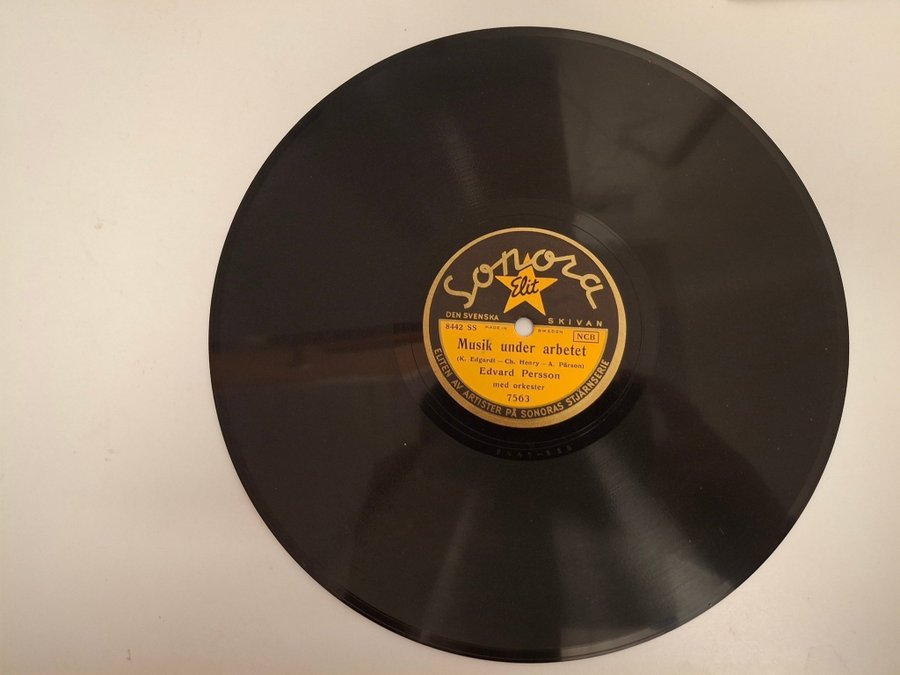 Sonora
Elit
DEN SVENSKA SKIVAN
8442 SS MADE IN SWEDEN NCB
Musik under arbetet
(K. Edgardi — Ch. Henry — A. Pärson)
Edvard Persson
med orkester
7563
ELITEN AV ARTISTER PÅ SONORAS STJÄRNSERIE